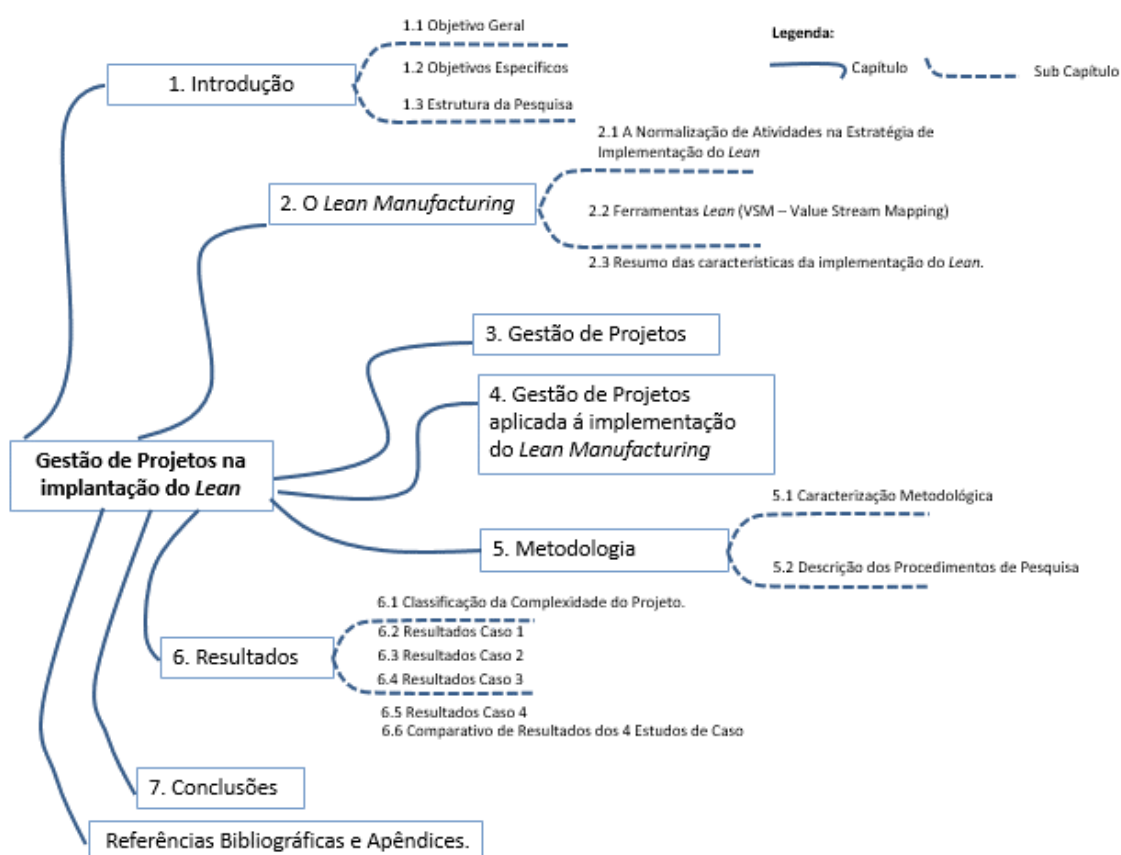 1.1 Objetivo Geral
Legenda:
1. Introdução
1.2 Objetivos Específicos
Capítulo
Sub Capítulo
1.3 Estrutura da Pesquisa
2.1 A Normalização de Atividades na Estratégia de
Implementação do Lean
2. O Lean Manufacturing
2.2 Ferramentas Lean (VSM – Value Stream Mapping)
2.3 Resumo das características da implementação do Lean.
3. Gestão de Projetos
4. Gestão de Projetos
aplicada á implementação
do Lean Manufacturing
Gestão de Projetos na
implantação do Lean
5.1 Caracterização Metodológica
5. Metodologia
5.2 Descrição dos Procedimentos de Pesquisa
6.1 Classificação da Complexidade do Projeto.
6.2 Resultados Caso 1
6. Resultados
6.3 Resultados Caso 2
6.4 Resultados Caso 3
6.5 Resultados Caso 4
6.6 Comparativo de Resultados dos 4 Estudos de Caso
7. Conclusões
Referências Bibliográficas e Apêndices.